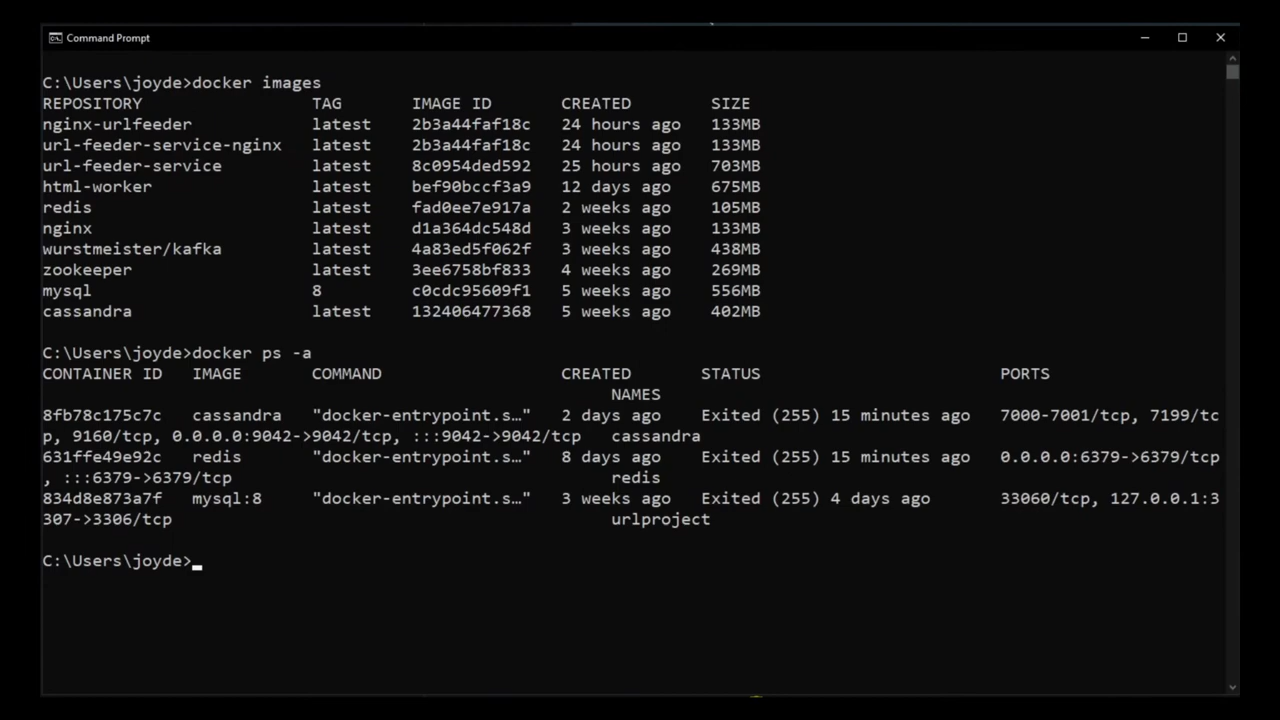 Command Prompt
C:\Users\joyde>docker images
REPOSITORY TAG IMAGE ID CREATED SIZE
nginx-urlfeeder latest 2b3a44faf18c 24 hours ago 133MB
url-feeder-service-nginx latest 2b3a44faf18c 24 hours ago 133MB
url-feeder-service latest 8c0954ded592 25 hours ago 703MB
html-worker latest bef90bccf3a9 12 days ago 675MB
redis latest fad0ee7e917a 2 weeks ago 105MB
nginx latest d1a364dc548d 3 weeks ago 133MB
wurstmeister/kafka latest 4a83ed5f062f 3 weeks ago 438MB
zookeeper latest 3ee6758bf833 4 weeks ago 269MB
mysql 8 c0cdc95609f1 5 weeks ago 556MB
cassandra latest 132406477368 5 weeks ago 402MB
C:\Users\joyde>docker ps -a
CONTAINER ID IMAGE COMMAND CREATED STATUS PORTS
NAMES
8fb78c175c7c cassandra "docker-entrypoint.s…" 2 days ago Exited (255) 15 minutes ago 7000-7001/tcp, 7199/tc
p, 9160/tcp, 0.0.0.0:9042->9042/tcp, :::9042->9042/tcp cassandra
631ffe49e92c redis "docker-entrypoint.s…" 8 days ago Exited (255) 15 minutes ago 0.0.0.0:6379->6379/tcp
, :::6379->6379/tcp redis
834d8e873a7f mysql:8 "docker-entrypoint.s…" 3 weeks ago Exited (255) 4 days ago 33060/tcp, 127.0.0.1:3
307->3306/tcp urlproject
C:\Users\joyde>